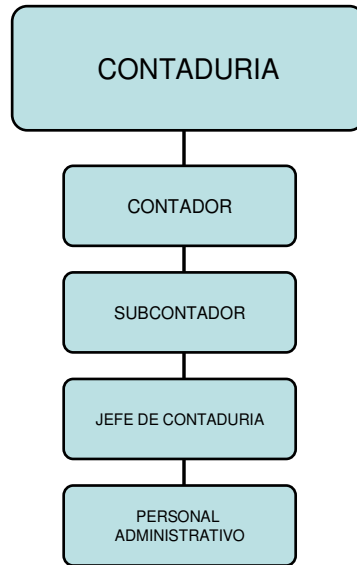 CONTADURIA
CONTADOR
SUBCONTADOR
JEFE DE CONTADURIA
PERSONAL
ADMINISTRATIVO